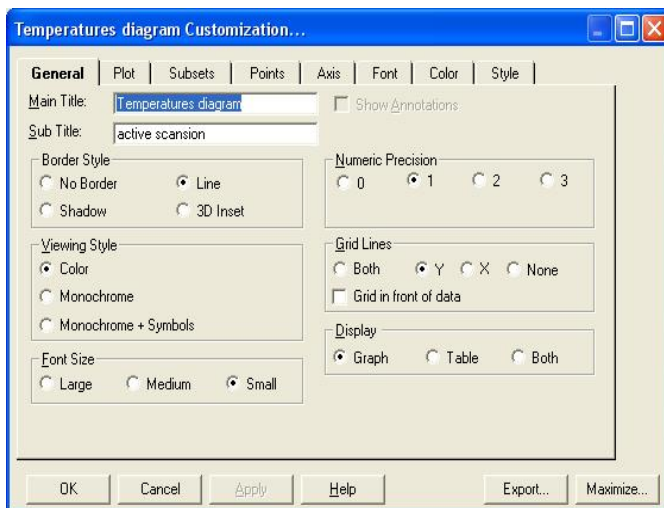 Temperatures diagram Customization...
General Plot Subsets Points Axis Font Color Style
Main Title: Temperatures diagram Show Annotations
Sub Title: active scansion
Border Style
No Border Line
Shadow 3D Inset
Numeric Precision
0 1 2 3
Viewing Style
Color
Monochrome
Monochrome + Symbols
Grid Lines
Both Y X None
Grid in front of data
Font Size
Large Medium Small
Display
Graph Table Both
OK Cancel Apply Help Export... Maximize...